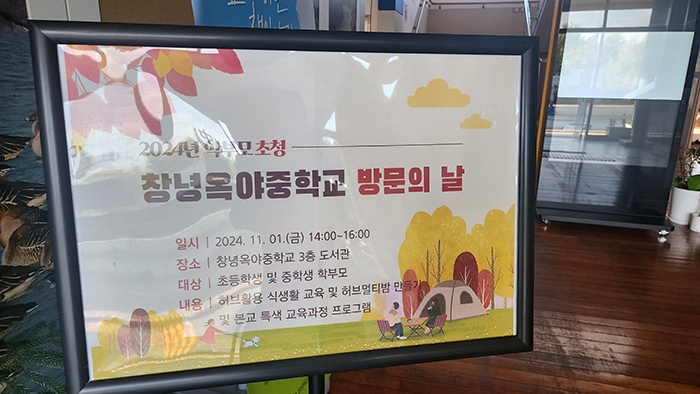 2024년 학부모 초청
창녕옥야중학교 방문의 날
일시 | 2024. 11. 01.(금) 14:00~16:00
장소 | 창녕옥야중학교 3층 도서관
대상 | 초등학생 및 중학생 학부모
내용 | 허브활용 식생활 교육 및 허브멀티밤 만들기
및 본교 특색 교육과정 프로그램